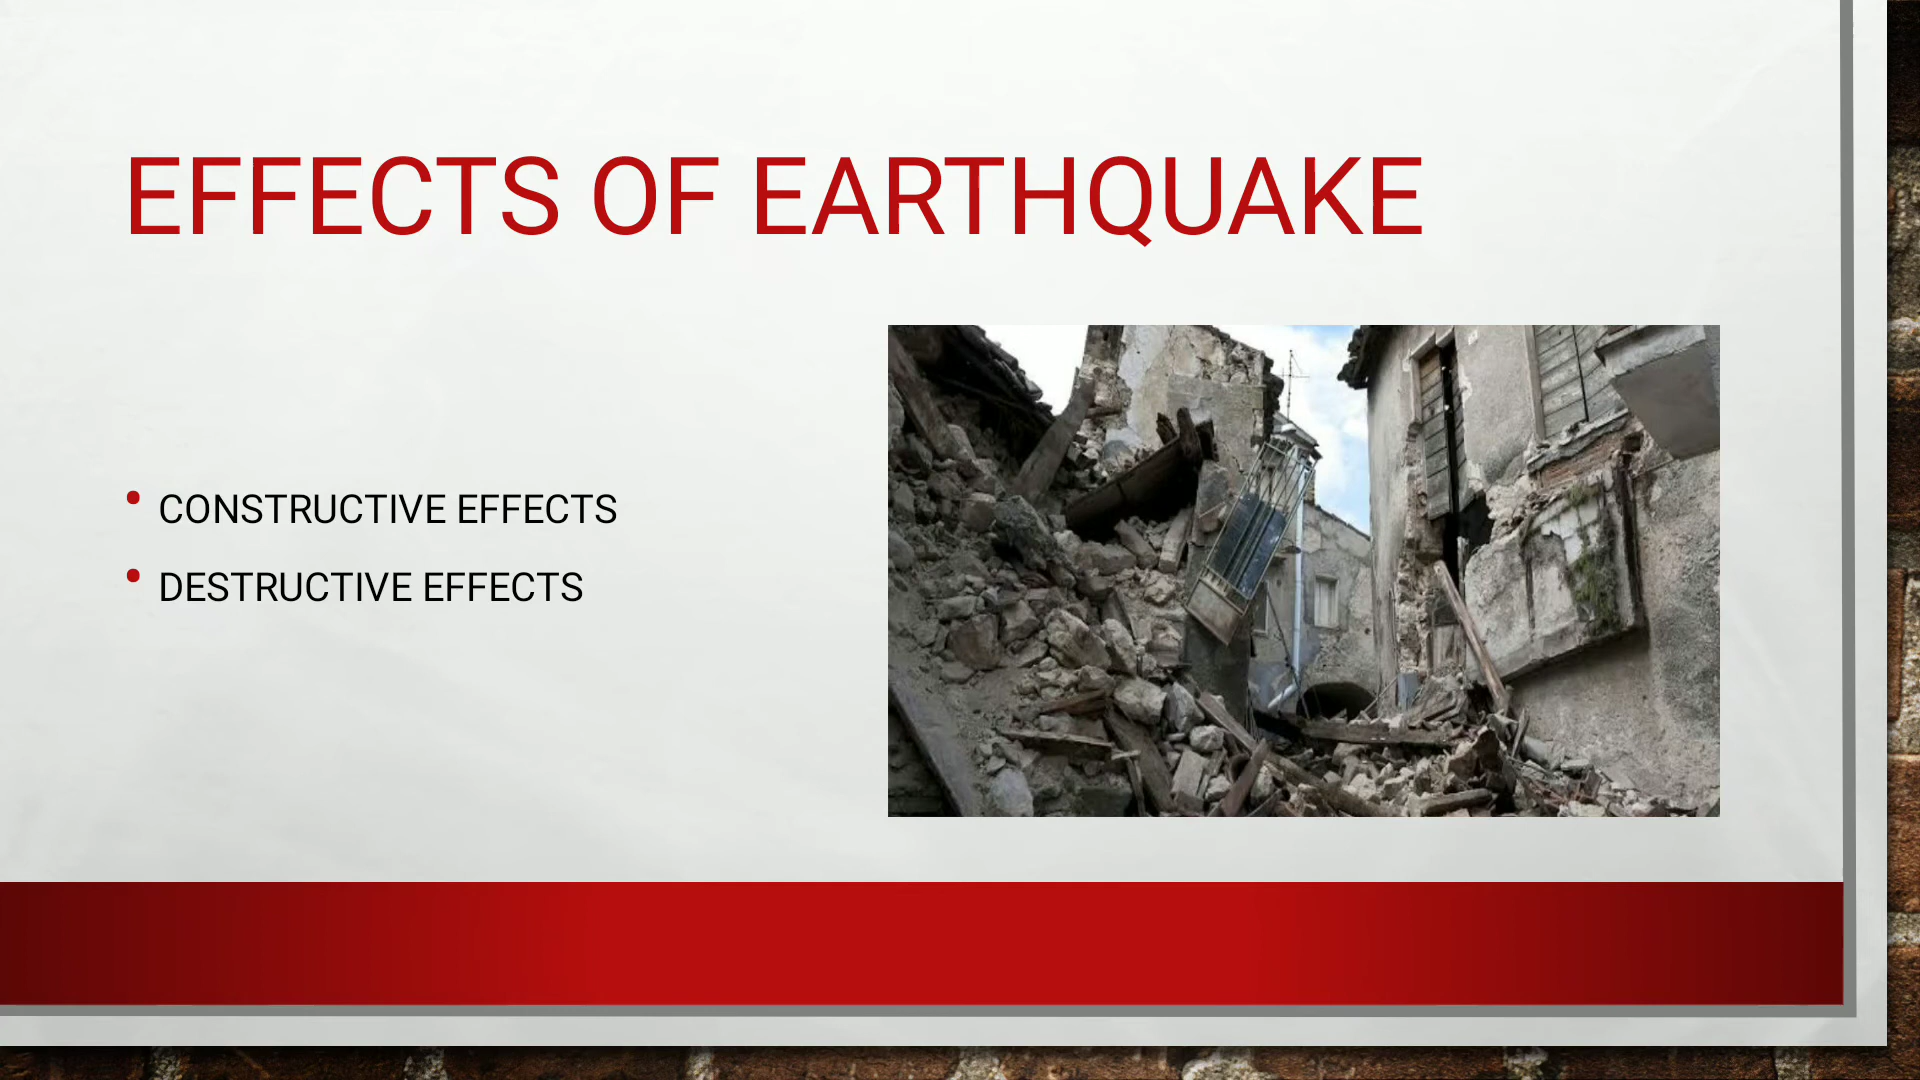 EFFECTS OF EARTHQUAKE
• CONSTRUCTIVE EFFECTS
• DESTRUCTIVE EFFECTS